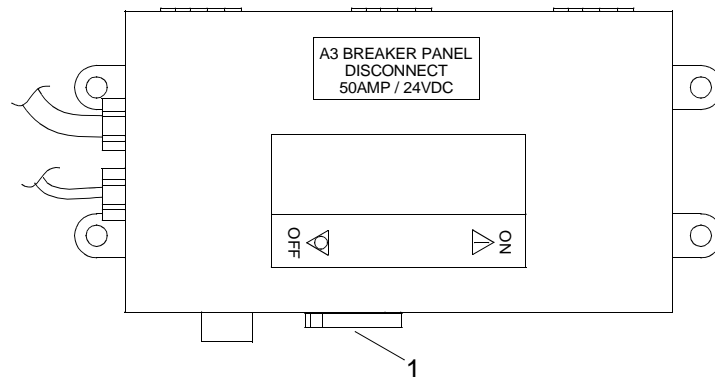 A3 BREAKER PANEL
DISCONNECT
50AMP / 24VDC
OFF
ON
1